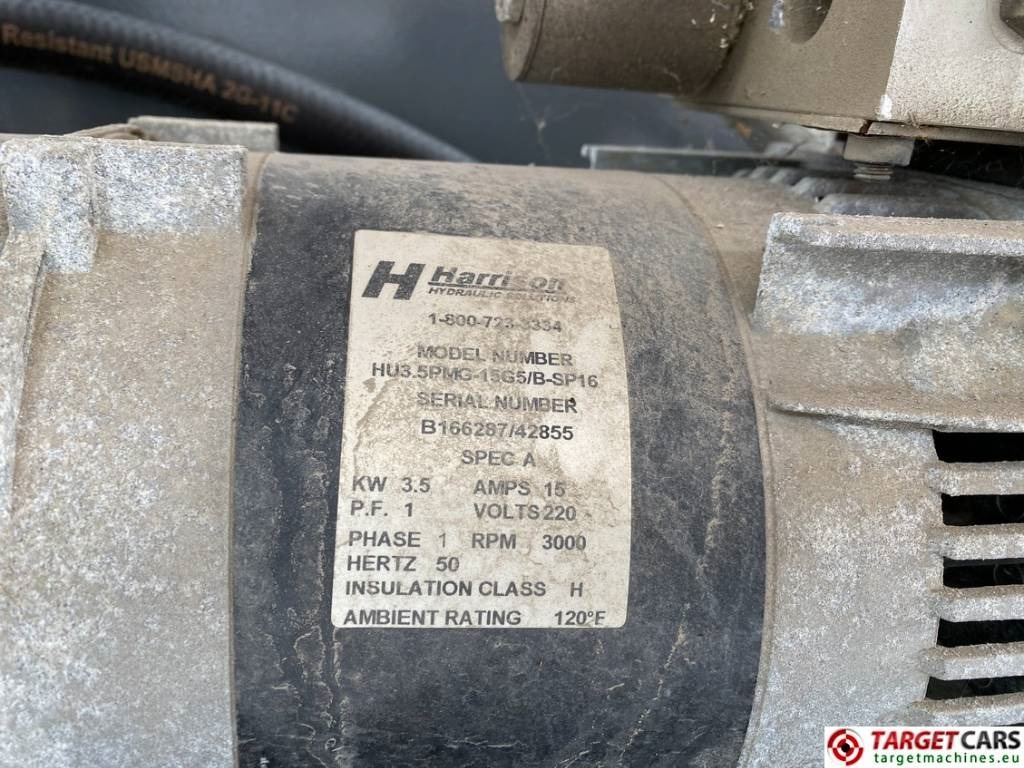 Resistant USMSHA 2G-11C
H Harrison
HYDRAULIC SOLUTIONS
1-800-723-3334
MODEL NUMBER
HU3.5PMG-15G5/B-SP16
SERIAL NUMBER
B166287/42855
SPEC A
KW 3.5 AMPS 15
P.F. 1 VOLTS 220
PHASE 1 RPM 3000
HERTZ 50
INSULATION CLASS H
AMBIENT RATING 120°F
TARGETCARS
targetmachines.eu